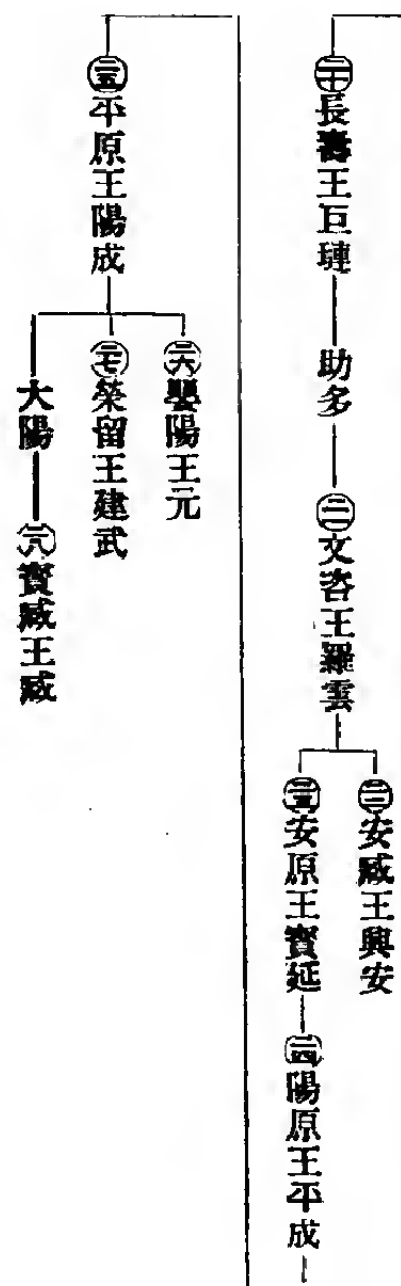 ㉀長壽王巨璉
助多
㉑文咨王羅雲
㉒安臧王興安
㉓安原王寶延
㉔陽原王平成
㉕平原王陽成
㉖嬰陽王元
㉗榮留王建武
大陽
㉘寶臧王臧